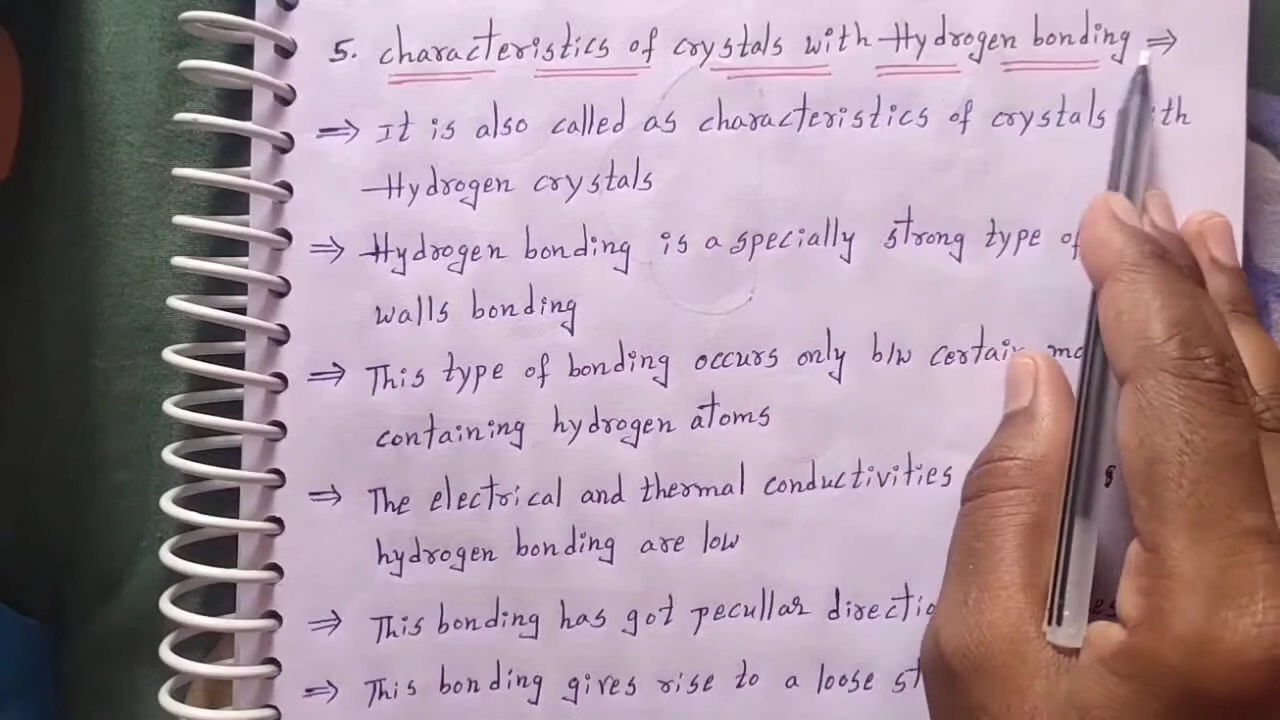 5. characteristics of crystals with Hydrogen bonding ⇒
⇒ It is also called as characteristics of crystals
Hydrogen crystals
⇒ Hydrogen bonding is a specially strong type of
walls bonding
⇒ This type of bonding occurs only b/w certain
containing hydrogen atoms
⇒ The electrical and thermal conductivities
hydrogen bonding are low
⇒ This bonding has got pecullar
⇒ This bonding gives rise to a loose